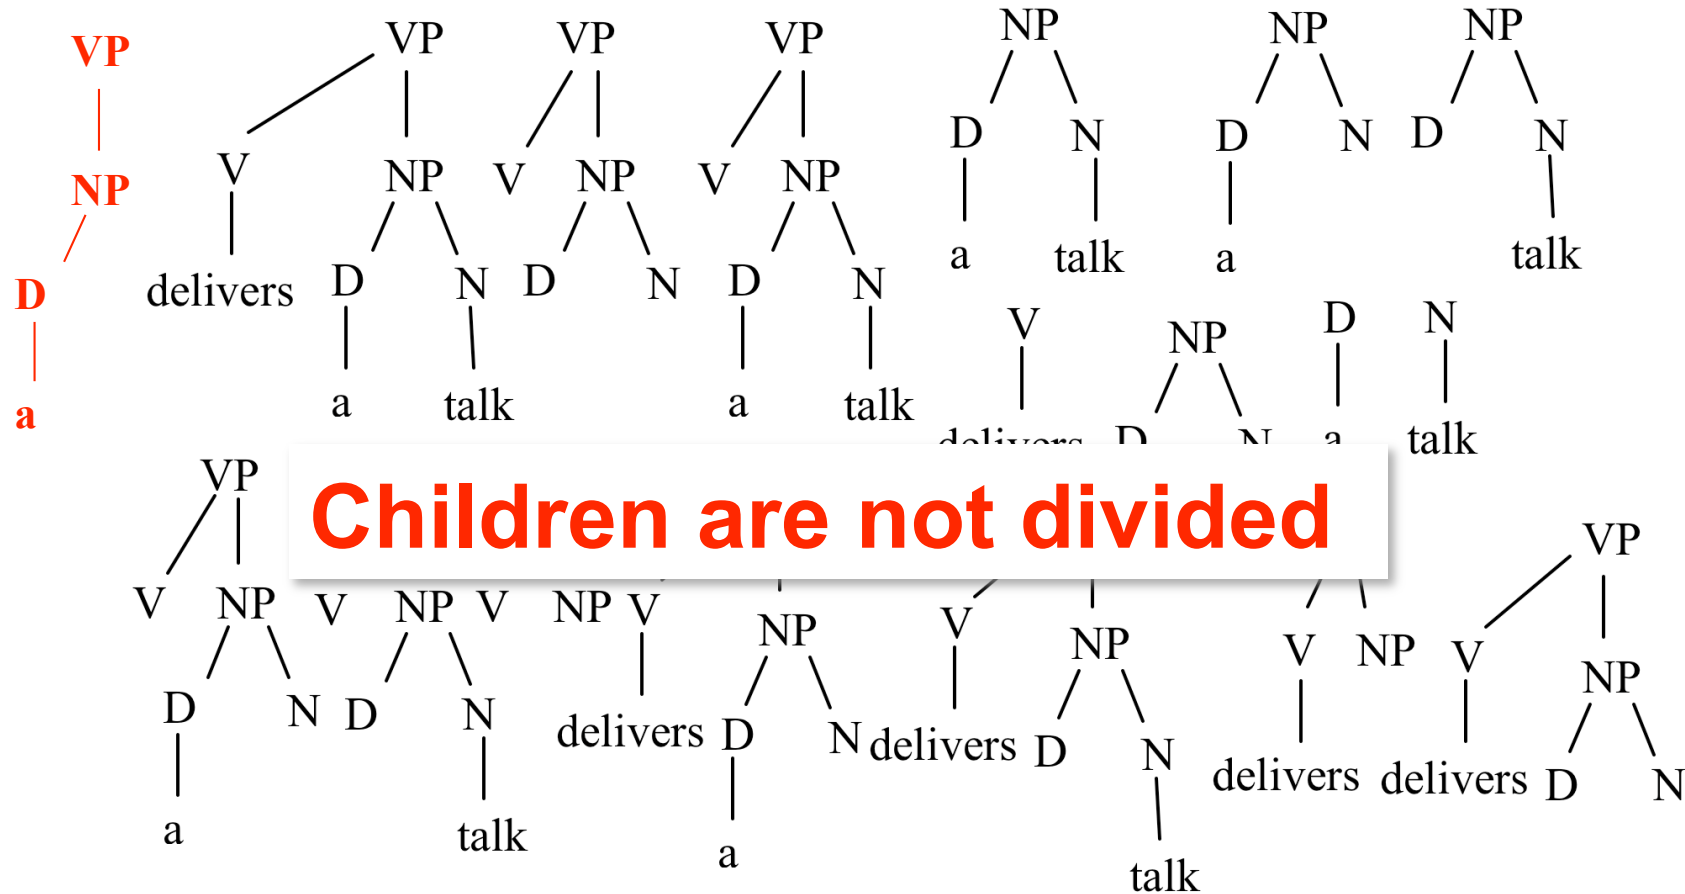 VP VP VP VP NP NP NP
D N D N D N
V NP V NP V NP
NP
a talk a talk
D delivers D N D N D N
V NP D N
a a talk a talk
delivers D N a talk
VP
Children are not divided
VP
V NP V NP V NP V NP V NP V NP V NP
D N D N delivers D N delivers D N delivers delivers D N
a talk a talk